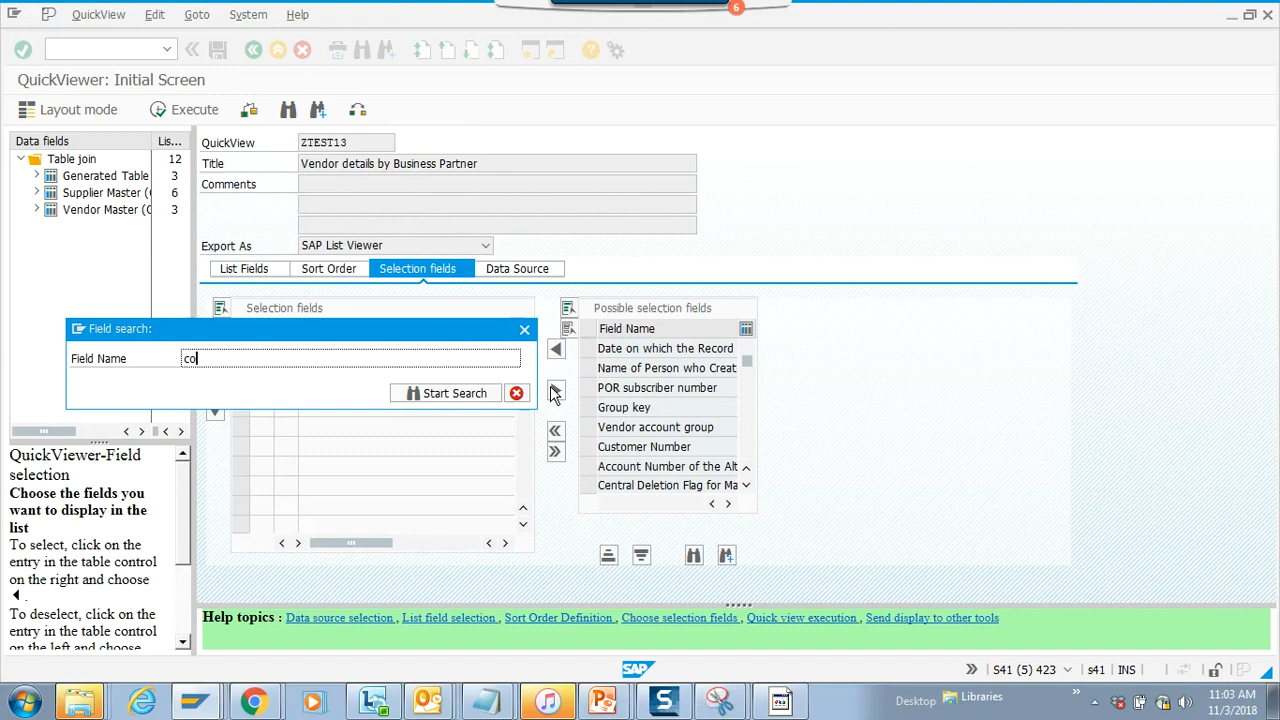 6
QuickView Edit Goto System Help
QuickViewer: Initial Screen
Layout mode Execute
Data fields Lis...
Table join 12
Generated Table 3
Supplier Master (C 6
Vendor Master (C 3
QuickView ZTEST13
Title Vendor details by Business Partner
Comments
Export As SAP List Viewer
List Fields Sort Order Selection fields Data Source
Selection fields
Possible selection fields
Field Name
Date on which the Record
Name of Person who Creat
POR subscriber number
Group key
Vendor account group
Customer Number
Account Number of the Alt
Central Deletion Flag for Ma
Field search:
Field Name co
Start Search
QuickViewer-Field
selection
Choose the fields you
want to display in the
list
To select, click on the
entry in the table control
on the right and choose
.
To deselect, click on the
entry in the table control
on the left and choose
Help topics: Data source selection , List field selection , Sort Order Definition , Choose selection fields , Quick view execution , Send display to other tools
SAP
S41 (5) 423 s41 INS
Desktop Libraries
11:03 AM
11/3/2018